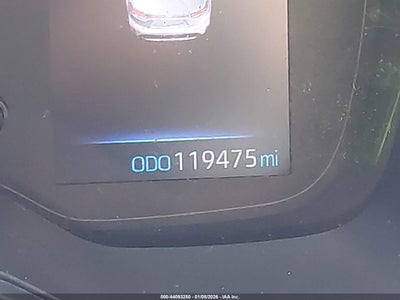 ODO 119475 mi
000-44093250 - 01/09/2026 - IAA Inc.